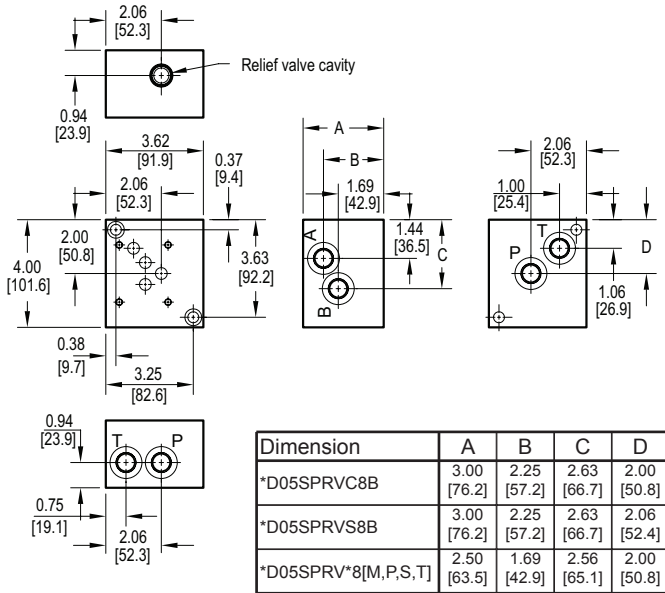 2.06
[52.3]
Relief valve cavity
0.94
[23.9]
3.62
[91.9]
0.37
[9.4]
2.06
[52.3]
2.00
[50.8]
4.00
[101.6]
3.63
[92.2]
0.38
[9.7]
3.25
[82.6]
A
B
1.69
[42.9]
1.44
[36.5]
C
A
B
2.06
[52.3]
1.00
[25.4]
T
P
D
1.06
[26.9]
0.94
[23.9]
T P
0.75
[19.1]
2.06
[52.3]
Dimension A B C D
*D05SPRVC8B 3.00 [76.2] 2.25 [57.2] 2.63 [66.7] 2.00 [50.8]
*D05SPRVS8B 3.00 [76.2] 2.25 [57.2] 2.63 [66.7] 2.06 [52.4]
*D05SPRV*8[M,P,S,T] 2.50 [63.5] 1.69 [42.9] 2.56 [65.1] 2.00 [50.8]